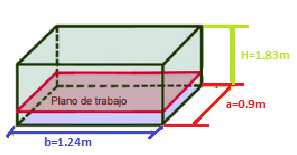 H=1.83m
Plano de trabajo
a=0.9m
b=1.24m